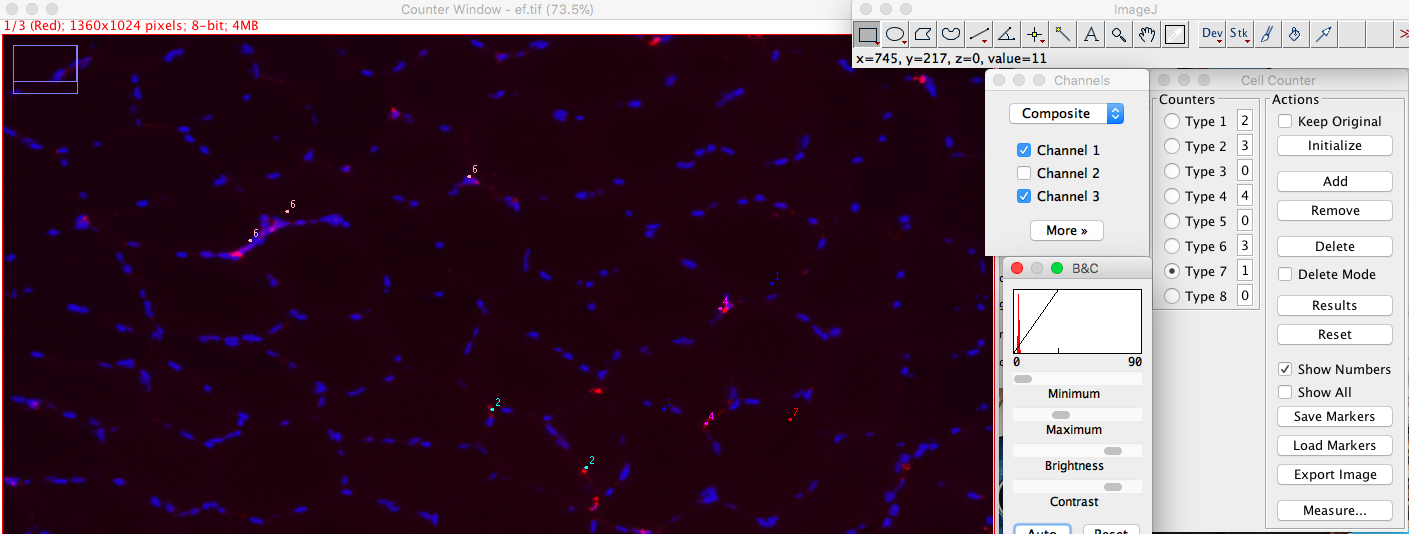 Counter Window - ef.tif (73.5%)
1/3 (Red); 1360x1024 pixels; 8-bit; 4MB
6
6
6
4
2
4
7
2
ImageJ
A
Dev
Stk
x=745, y=217, z=0, value=11
Channels
Composite
Channel 1
Channel 2
Channel 3
More »
B&C
0 90
Minimum
Maximum
Brightness
Contrast
Auto Reset
Cell Counter
Counters
Type 1 2
Type 2 3
Type 3 0
Type 4 4
Type 5 0
Type 6 3
Type 7 1
Type 8 0
Actions
Keep Original
Initialize
Add
Remove
Delete
Delete Mode
Results
Reset
Show Numbers
Show All
Save Markers
Load Markers
Export Image
Measure...